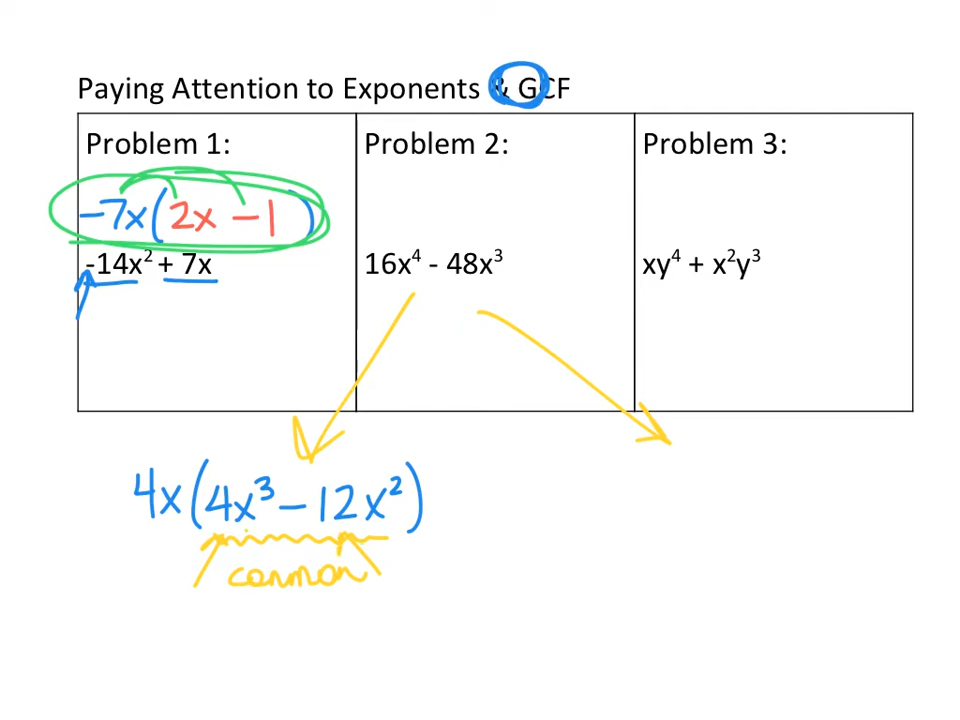 Paying Attention to Exponents & GCF
Problem 1:
-7x(2x -1)
-14x² + 7x
Problem 2:
16x⁴ - 48x³
Problem 3:
xy⁴ + x²y³
4x(4x³ - 12x²)
common